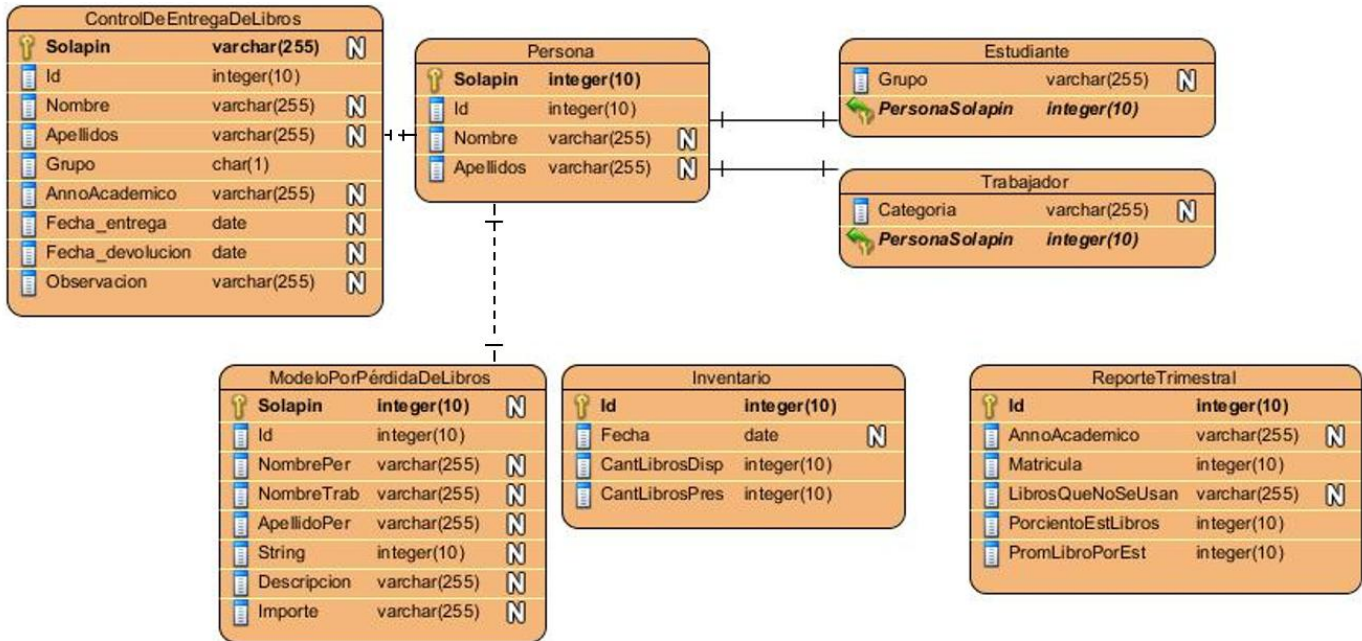 ControlDeEntregaDeLibros
Solapin varchar(255) N
Id integer(10)
Nombre varchar(255) N
Apellidos varchar(255) N
Grupo char(1)
AnnoAcademico varchar(255) N
Fecha_entrega date N
Fecha_devolucion date N
Observacion varchar(255) N
Persona
Solapin integer(10)
Id integer(10)
Nombre varchar(255) N
Apellidos varchar(255) N
Estudiante
Grupo varchar(255) N
PersonaSolapin integer(10)
Trabajador
Categoria varchar(255) N
PersonaSolapin integer(10)
ModeloPorPérdidaDeLibros
Solapin integer(10) N
Id integer(10)
NombrePer varchar(255) N
NombreTrab varchar(255) N
ApellidoPer varchar(255) N
String integer(10) N
Descripcion varchar(255) N
Importe varchar(255) N
Inventario
Id integer(10)
Fecha date N
CantLibrosDisp integer(10)
CantLibrosPres integer(10)
ReporteTrimestral
Id integer(10)
AnnoAcademico varchar(255) N
Matricula integer(10)
LibrosQueNoSeUsan varchar(255) N
PorcientoEstLibros integer(10)
PromLibroPorEst integer(10)